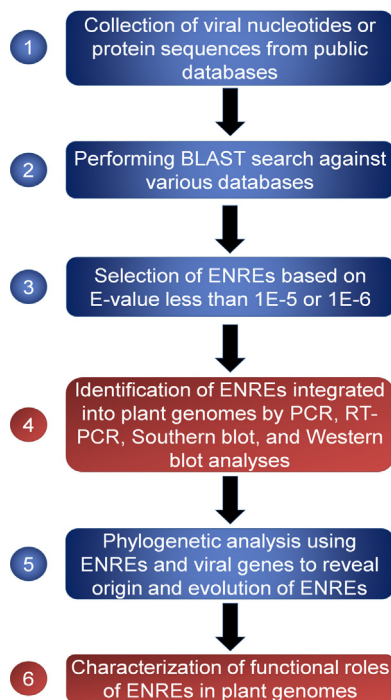 1
Collection of viral nucleotides or
protein sequences from public
databases
2
Performing BLAST search against
various databases
3
Selection of ENREs based on
E-value less than 1E-5 or 1E-6
4
Identification of ENREs integrated
into plant genomes by PCR, RT-
PCR, Southern blot, and Western
blot analyses
5
Phylogenetic analysis using
ENREs and viral genes to reveal
origin and evolution of ENREs
6
Characterization of functional roles
of ENREs in plant genomes